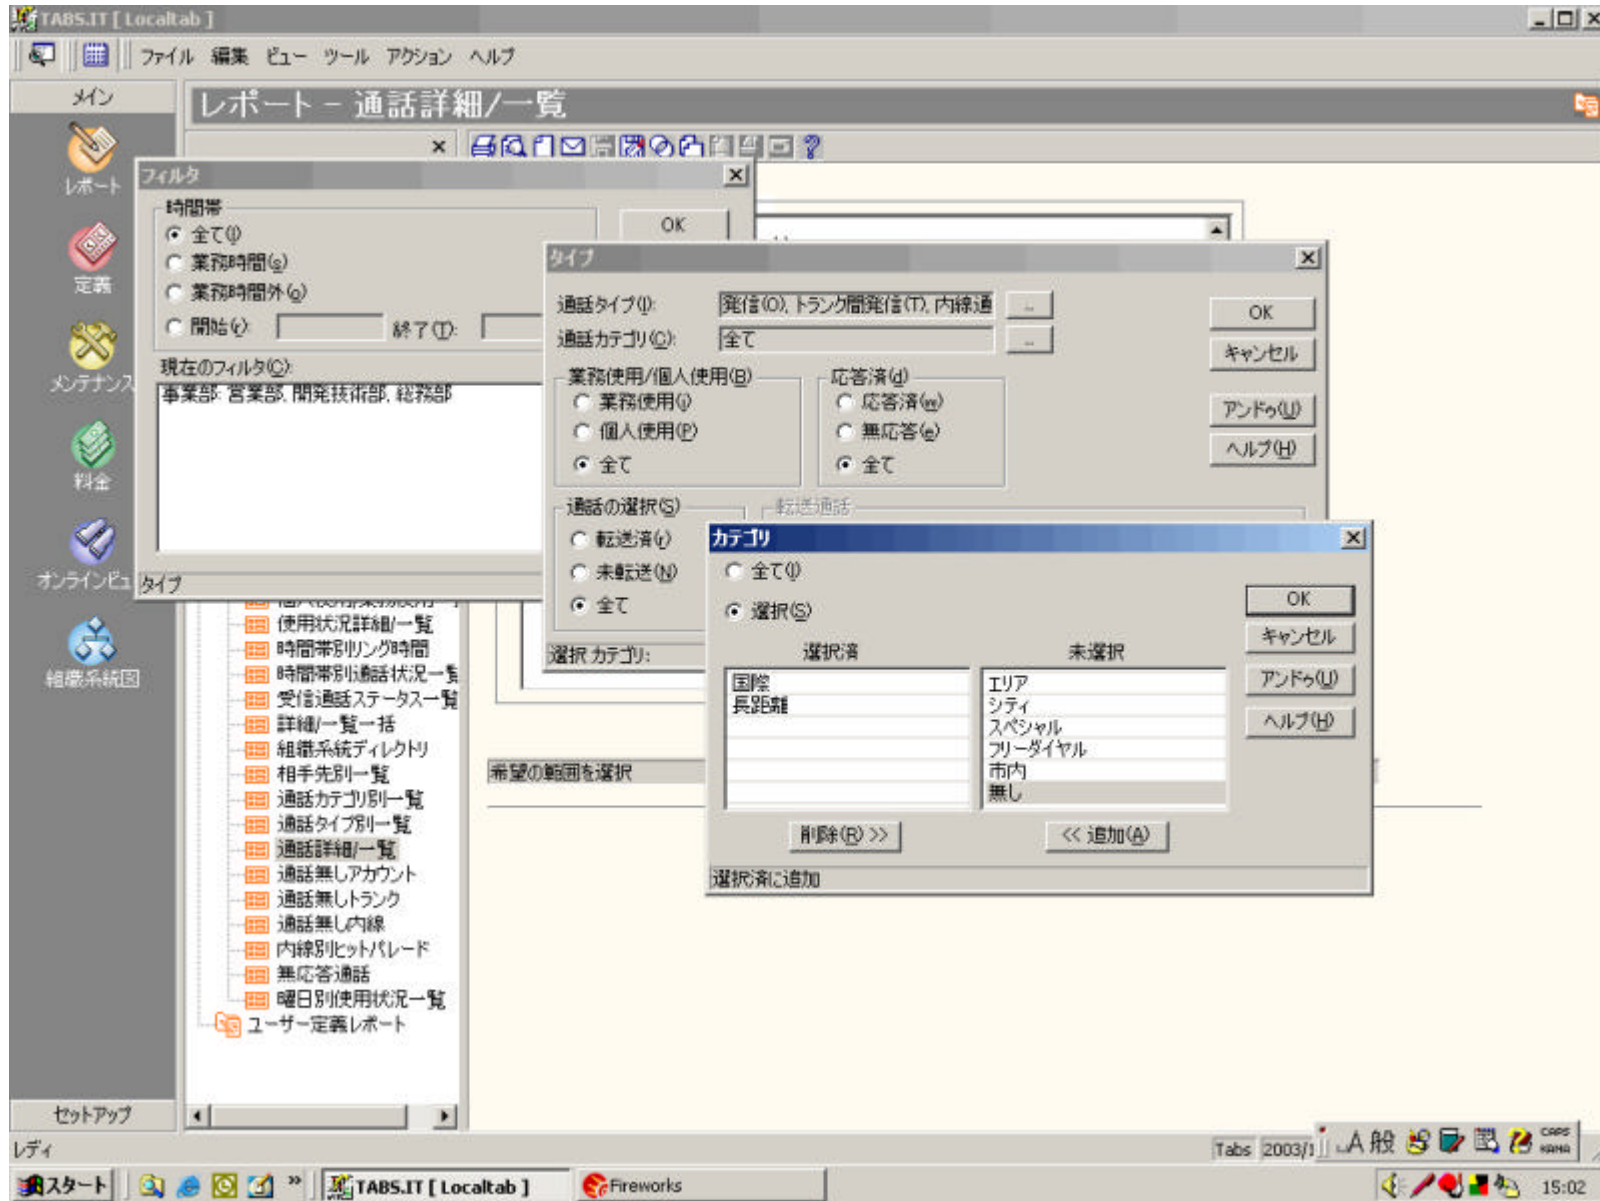 TABS.IT [ Localtab ]
ファイル 編集 ビュー ツール アクション ヘルプ
メイン
レポート - 通話詳細/一覧
レポート
定義
メンテナンス
料金
オンラインビュ
組織系統図
セットアップ
フィルタ
時間帯
全て(l)
業務時間(s)
業務時間外(o)
開始(r): 終了(T):
OK
現在のフィルタ(C):
事業部: 営業部, 開発技術部, 総務部
タイプ
タイプ
通話タイプ(l): 発信(O), トランク間発信(T), 内線通 ..
通話カテゴリ(C): 全て ..
業務使用/個人使用(B)
業務使用(i)
個人使用(P)
全て
応答済(d)
応答済(w)
無応答(e)
全て
OK
キャンセル
アンドゥ(U)
ヘルプ(H)
通話の選択(S)
転送済(r)
未転送(N)
全て
転送通話
選択 カテゴリ:
カテゴリ
全て(l)
選択(S)
選択済
国際
長距離
未選択
エリア
シティ
スペシャル
フリーダイヤル
市内
無し
削除(R) >>
<< 追加(A)
OK
キャンセル
アンドゥ(U)
ヘルプ(H)
選択済に追加
使用状況詳細/一覧
時間帯別リング時間
時間帯別通話状況一覧
受信通話ステータス一覧
詳細/一覧一括
組織系統ディレクトリ
相手先別一覧
通話カテゴリ別一覧
通話タイプ別一覧
通話詳細/一覧
通話無しアカウント
通話無しトランク
通話無し内線
内線別ヒットパレード
無応答通話
曜日別使用状況一覧
ユーザー定義レポート
希望の範囲を選択
レディ
Tabs 2003/1
A 般
CAPS
KANA
スタート
»
TABS.IT [ Localtab ]
Fireworks
15:02